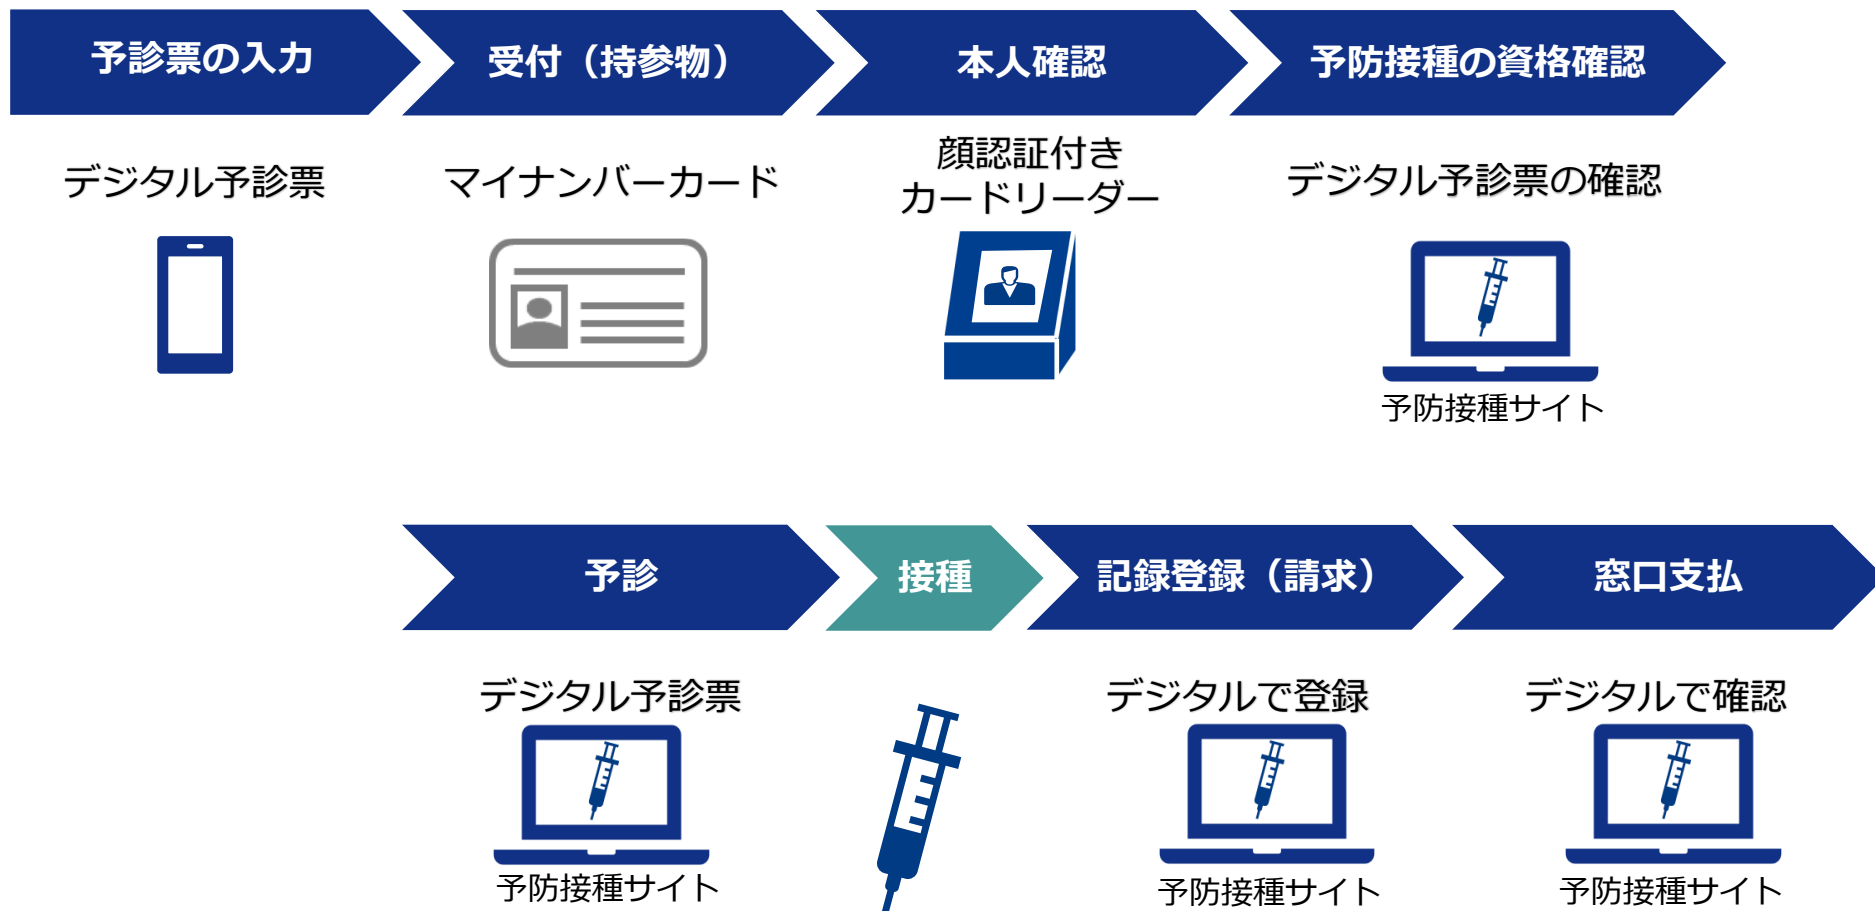 予診票の入力
受付（持参物）
本人確認
予防接種の資格確認
デジタル予診票
マイナンバーカード
顔認証付き
カードリーダー
デジタル予診票の確認
予防接種サイト
予診
接種
記録登録（請求）
窓口支払
デジタル予診票
デジタルで登録
デジタルで確認
予防接種サイト
予防接種サイト
予防接種サイト